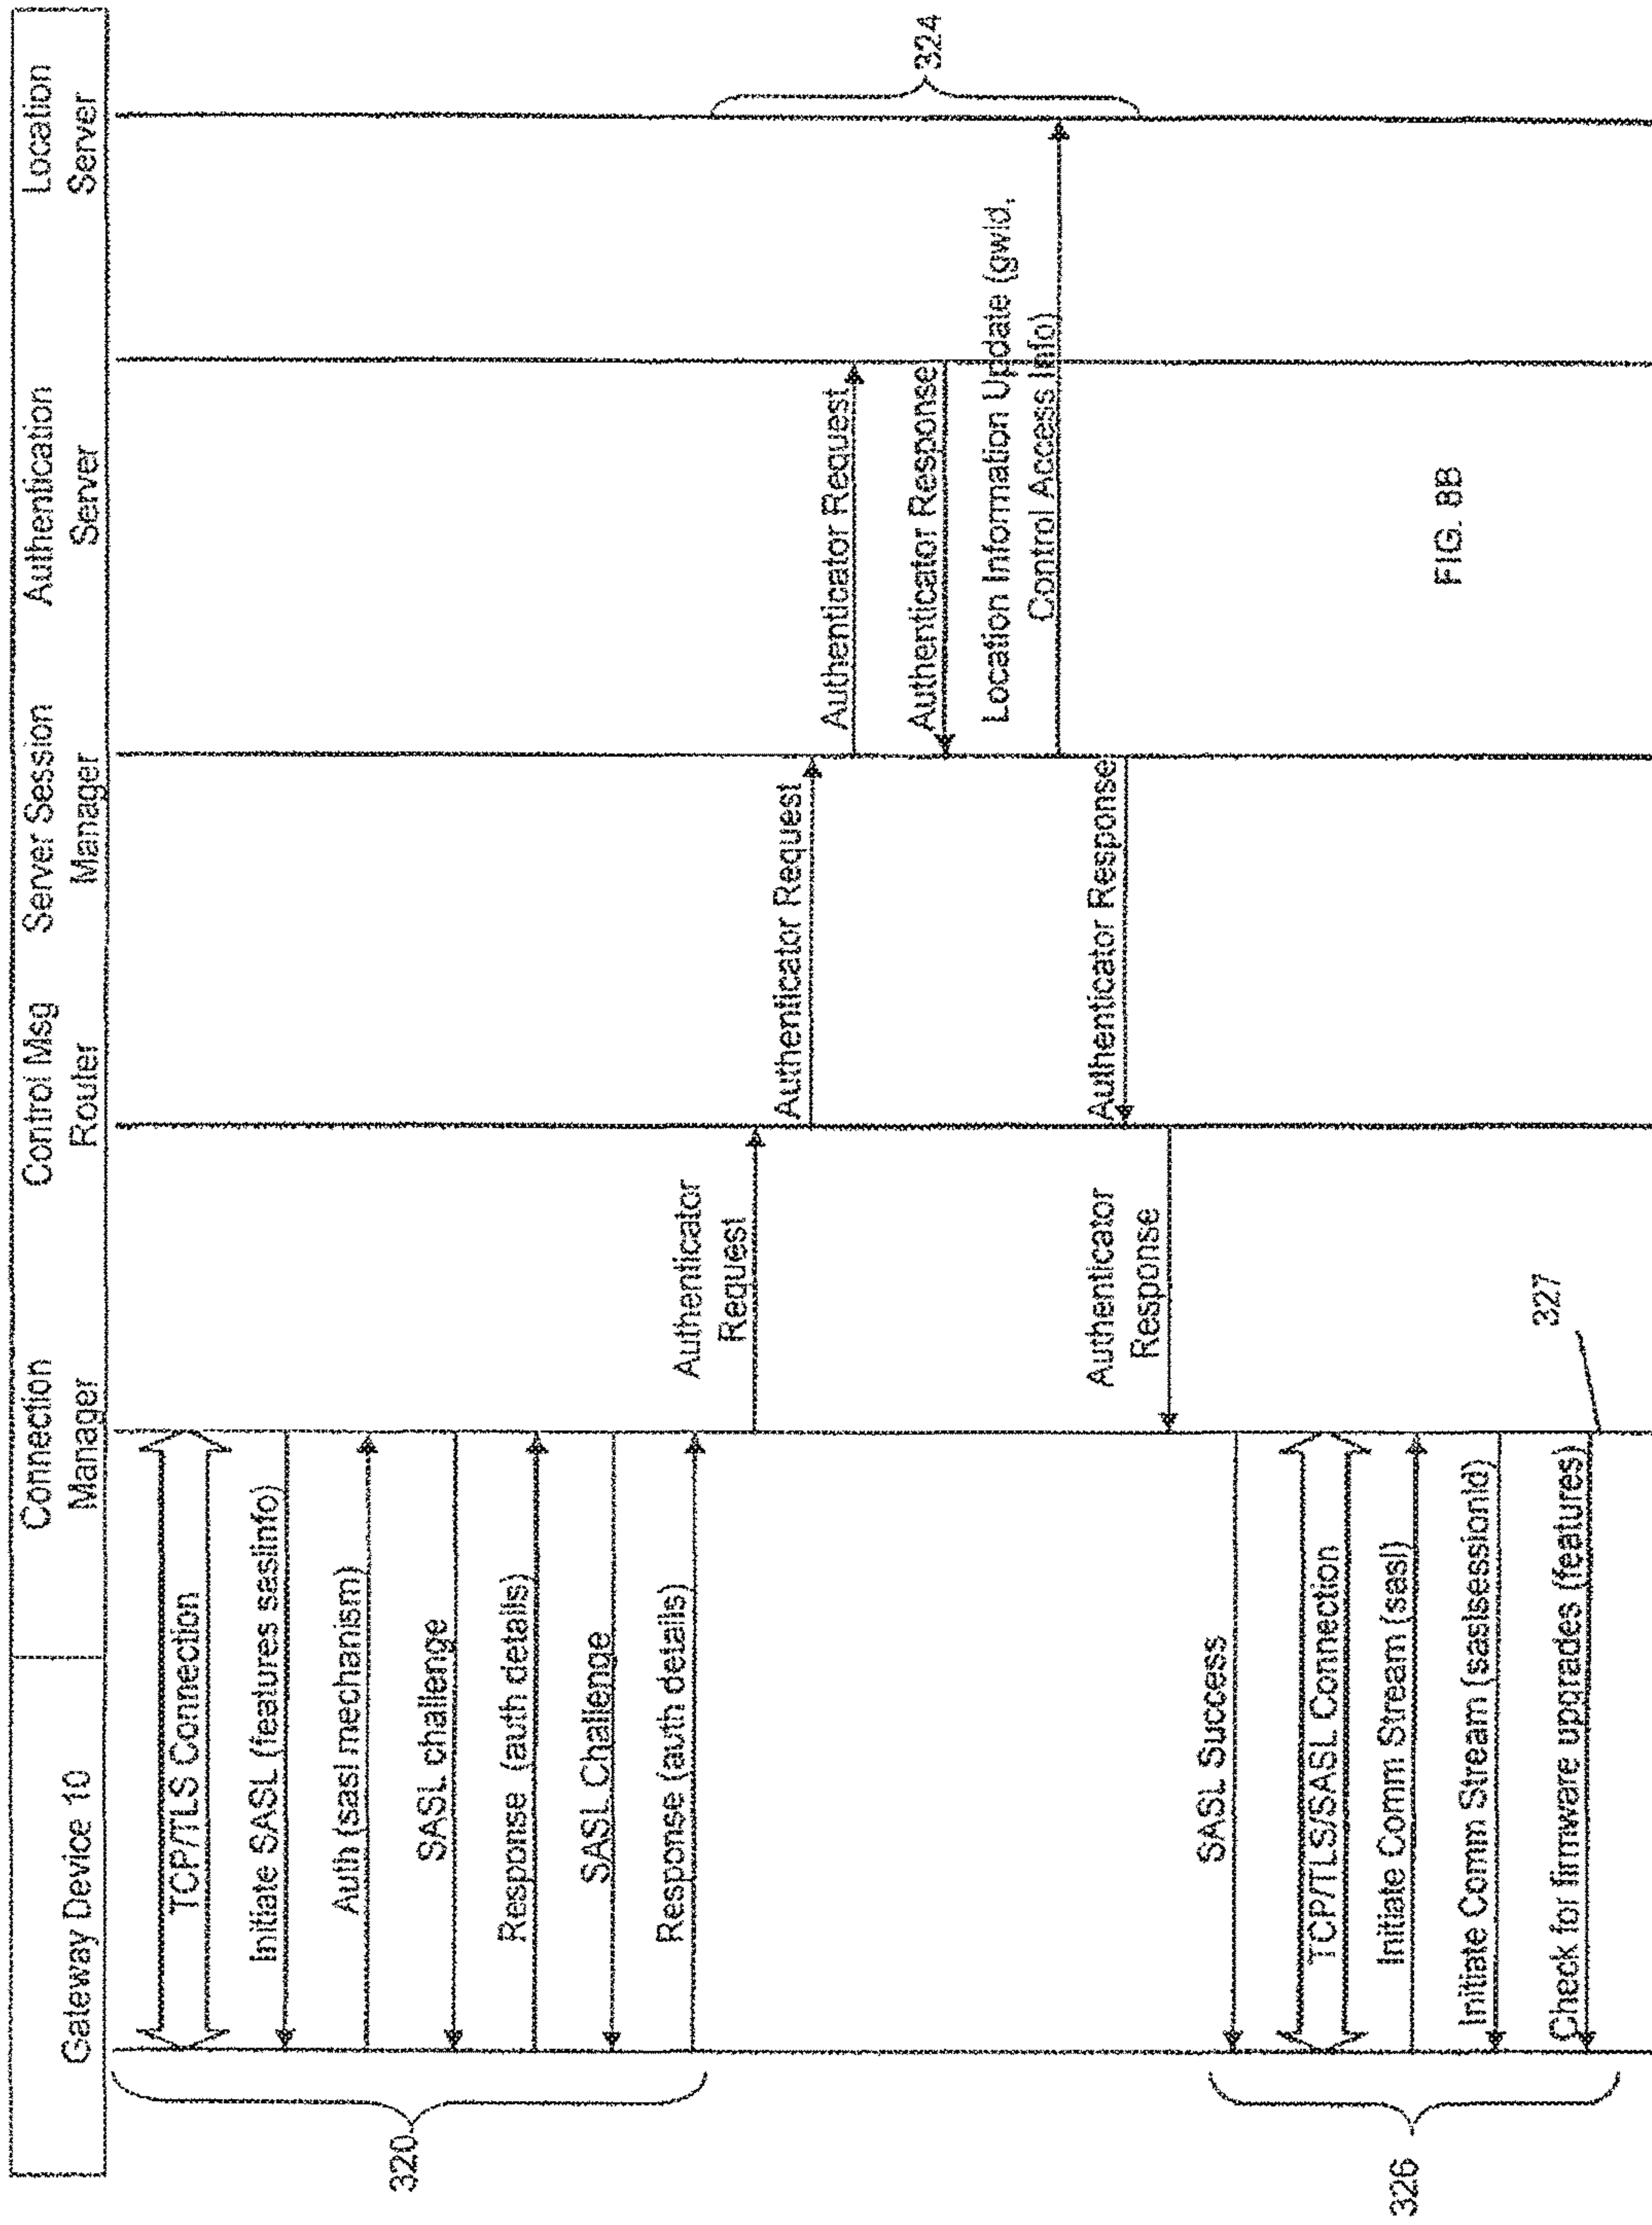 Gateway Device 10
Connection
Manager
Control Msg
Router
Server Session
Manager
Authentication
Server
Location
Server
TCP/TLS Connection
Initiate SASL (features saslinfo)
Auth (sasl mechanism)
SASL challenge
Response (auth details)
SASL Challenge
Response (auth details)
320
Authenticator
Request
Authenticator Request
Authenticator Request
Authenticator Response
Location Information Update (gwid,
Control Access Info)
324
Authenticator Response
Authenticator
Response
SASL Success
TCP/TLS/SASL Connection
Initiate Comm Stream (sasl)
Initiate Comm Stream (saslsessionid)
Check for firmware upgrades (features)
326
327
FIG. 8B